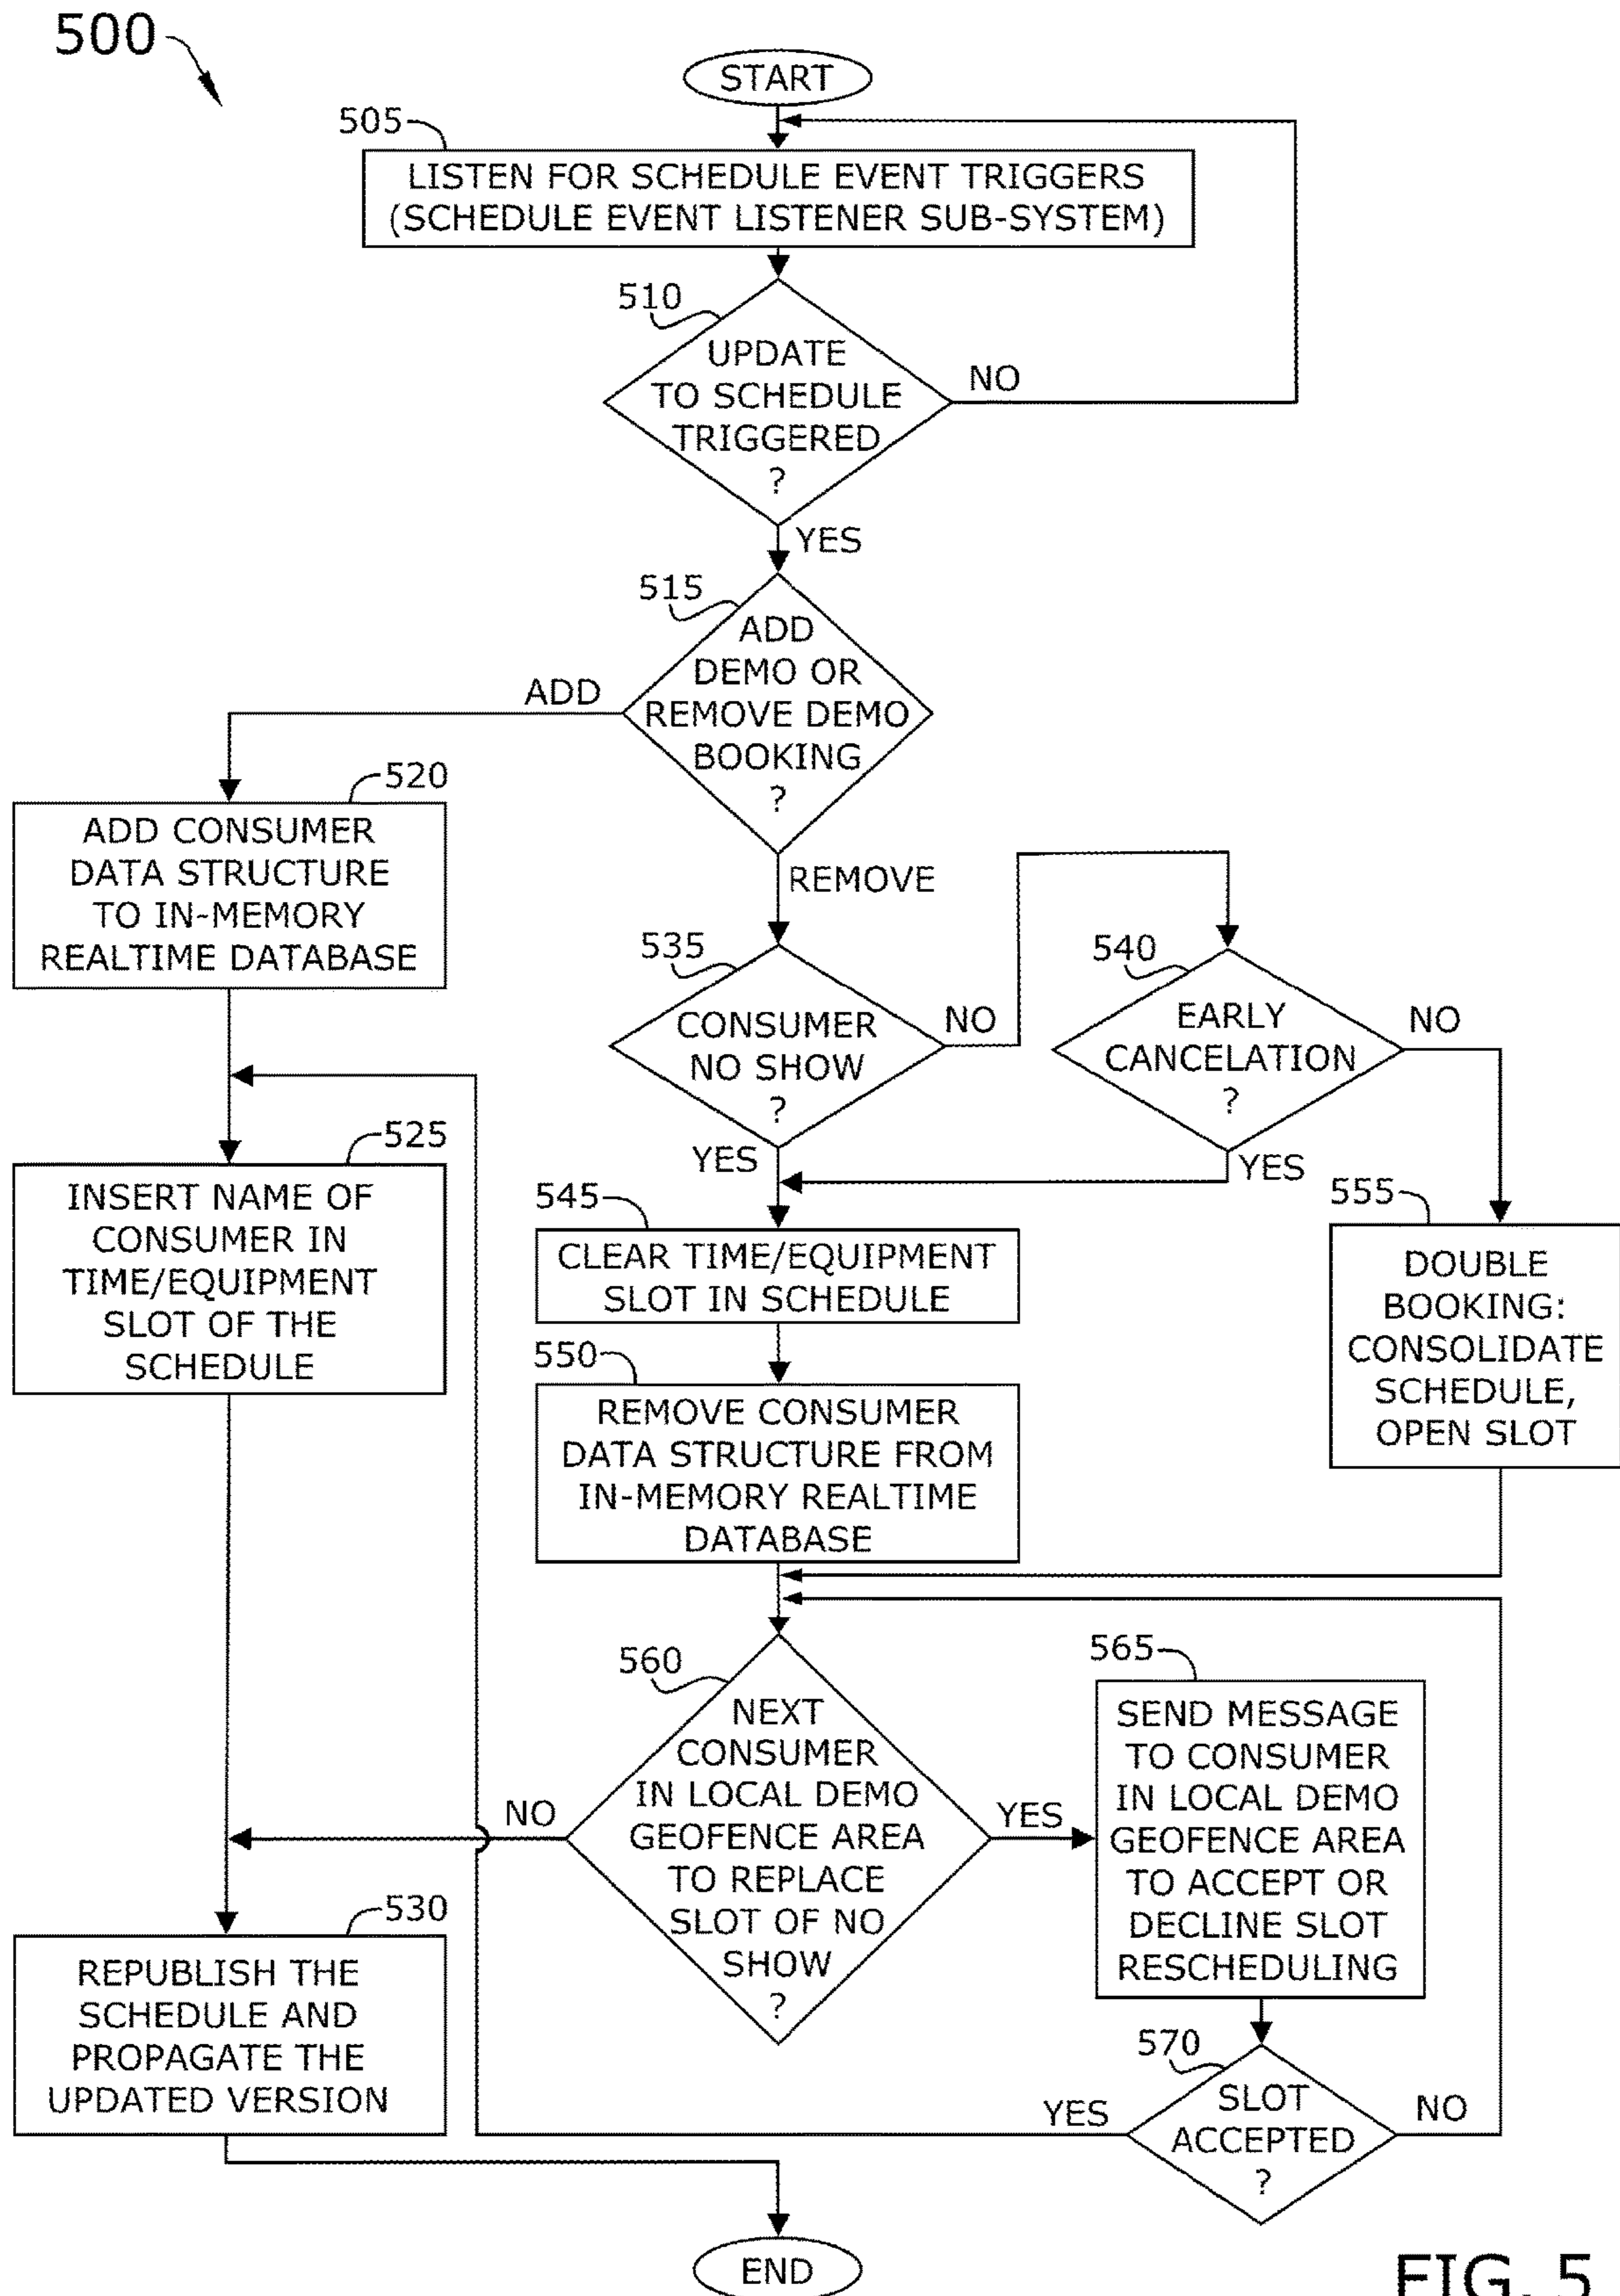 500
START
505
LISTEN FOR SCHEDULE EVENT TRIGGERS
(SCHEDULE EVENT LISTENER SUB-SYSTEM)
510
UPDATE
TO SCHEDULE
TRIGGERED
?
NO
YES
515
ADD
DEMO OR
REMOVE DEMO
BOOKING
?
ADD
REMOVE
520
ADD CONSUMER
DATA STRUCTURE
TO IN-MEMORY
REALTIME DATABASE
525
INSERT NAME OF
CONSUMER IN
TIME/EQUIPMENT
SLOT OF THE
SCHEDULE
535
CONSUMER
NO SHOW
?
NO
YES
540
EARLY
CANCELATION
?
NO
YES
545
CLEAR TIME/EQUIPMENT
SLOT IN SCHEDULE
550
REMOVE CONSUMER
DATA STRUCTURE FROM
IN-MEMORY REALTIME
DATABASE
555
DOUBLE
BOOKING:
CONSOLIDATE
SCHEDULE,
OPEN SLOT
560
NEXT
CONSUMER
IN LOCAL DEMO
GEOFENCE AREA
TO REPLACE
SLOT OF NO
SHOW
?
NO
YES
565
SEND MESSAGE
TO CONSUMER
IN LOCAL DEMO
GEOFENCE AREA
TO ACCEPT OR
DECLINE SLOT
RESCHEDULING
570
SLOT
ACCEPTED
?
YES
NO
530
REPUBLISH THE
SCHEDULE AND
PROPAGATE THE
UPDATED VERSION
END
FIG. 5